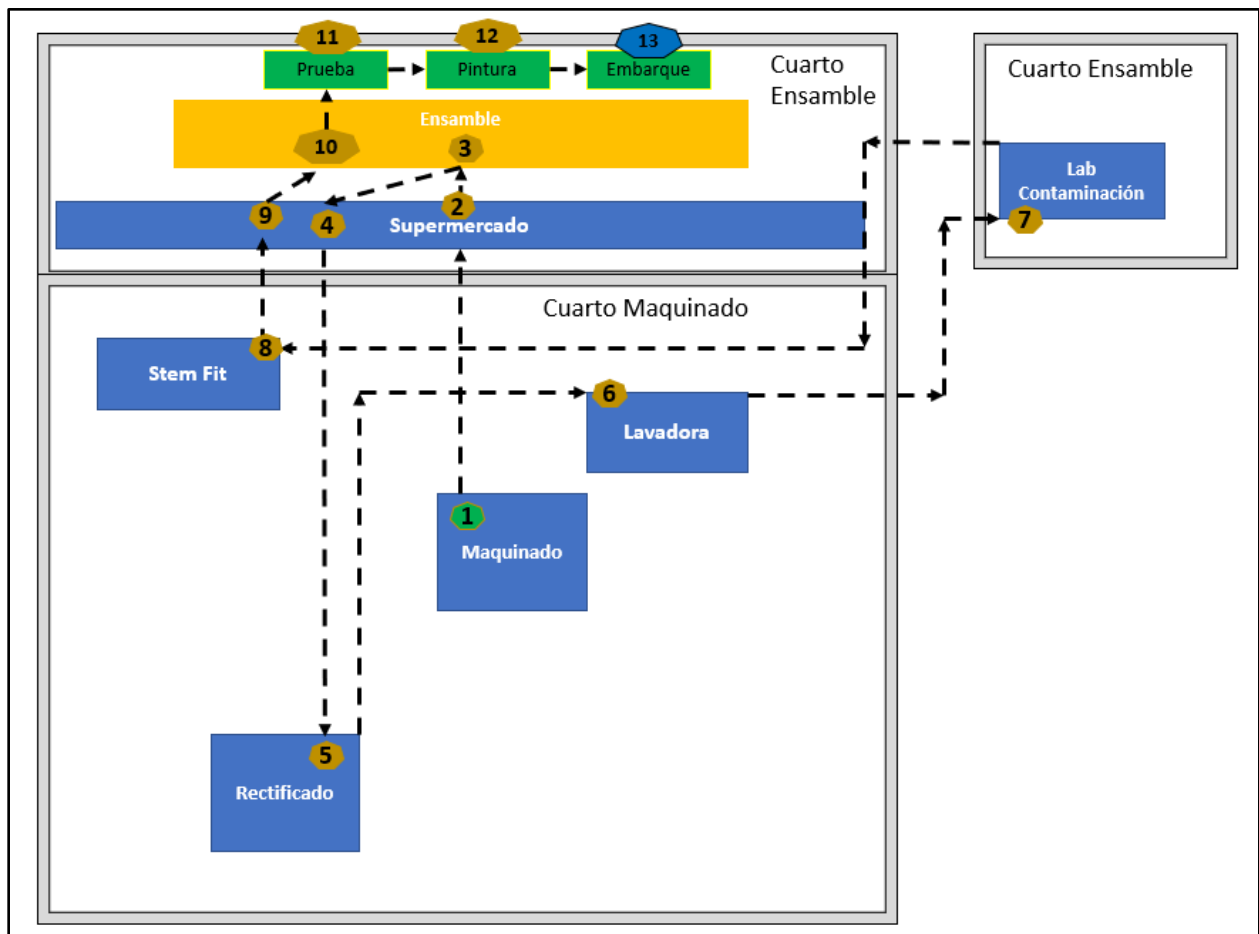 11
12
13
Prueba
Pintura
Embarque
Cuarto
Ensamble
Cuarto Ensamble
Ensamble
10
3
Lab
Contaminación
7
9
4
2
Supermercado
Cuarto Maquinado
8
Stem Fit
6
Lavadora
1
Maquinado
5
Rectificado